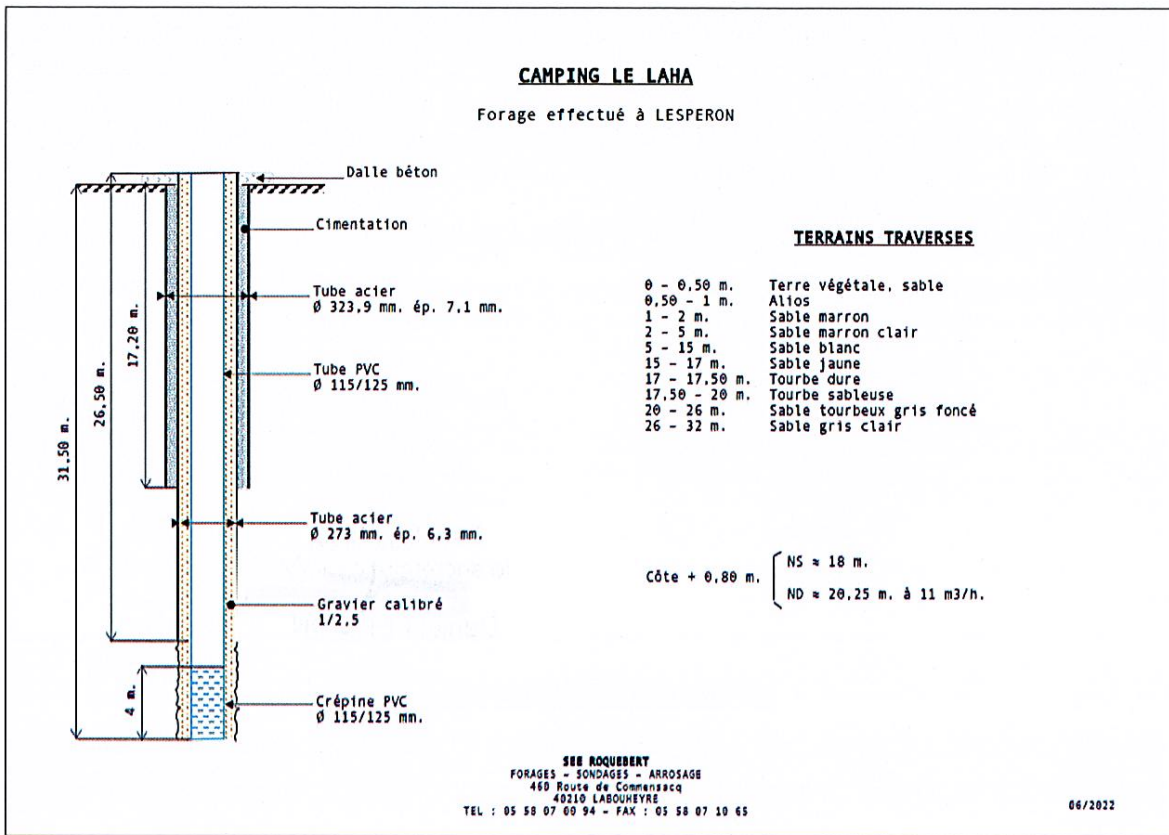 CAMPING LE LAHA
Forage effectué à LESPERON
Dalle béton
Cimentation
Tube acier
Ø 323,9 mm. ép. 7,1 mm.
Tube PVC
Ø 115/125 mm.
Tube acier
Ø 273 mm. ép. 6,3 mm.
Gravier calibré
1/2,5
Crépine PVC
Ø 115/125 mm.
31,50 m.
26,50 m.
17,20 m.
4 m.
TERRAINS TRAVERSES
0 - 0,50 m. Terre végétale, sable
0,50 - 1 m. Alios
1 - 2 m. Sable marron
2 - 5 m. Sable marron clair
5 - 15 m. Sable blanc
15 - 17 m. Sable jaune
17 - 17,50 m. Tourbe dure
17,50 - 20 m. Tourbe sableuse
20 - 26 m. Sable tourbeux gris foncé
26 - 32 m. Sable gris clair
Côte + 0,80 m.
NS ≈ 18 m.
ND ≈ 20,25 m. à 11 m3/h.
SEE ROQUEBERT
FORAGES - SONDAGES - ARROSAGE
460 Route de Commensacq
40210 LABOUHEYRE
TEL : 05 58 07 00 94 - FAX : 05 58 07 10 65
06/2022